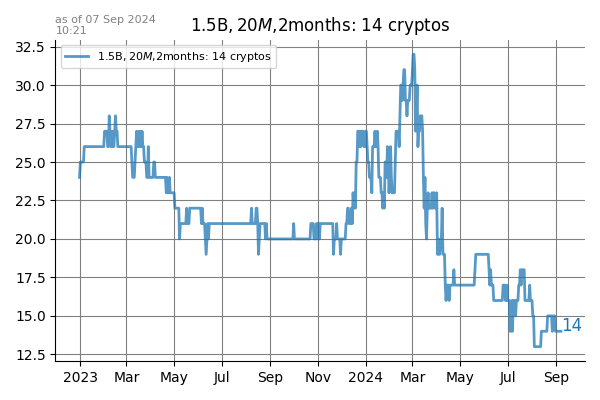 as of 07 Sep 2024
10:21
1.5B, 20M,2months: 14 cryptos
1.5B, 20M,2months: 14 cryptos
32.5
30.0
27.5
25.0
22.5
20.0
17.5
15.0
12.5
14
2023 Mar May Jul Sep Nov 2024 Mar May Jul Sep